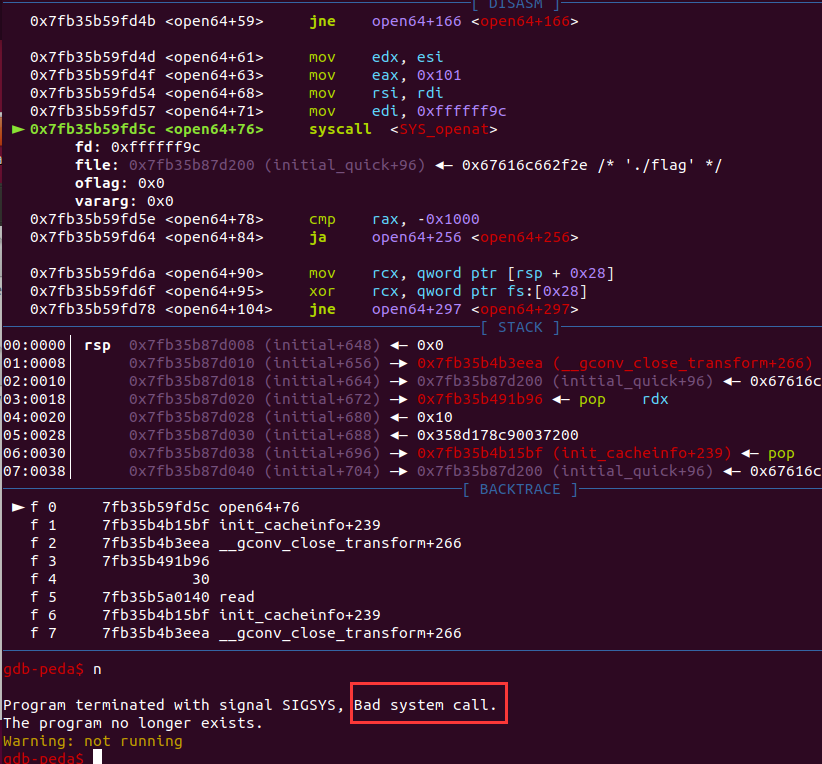 [ DISASM ]
0x7fb35b59fd4b <open64+59> jne open64+166 <open64+166>
0x7fb35b59fd4d <open64+61> mov edx, esi
0x7fb35b59fd4f <open64+63> mov eax, 0x101
0x7fb35b59fd54 <open64+68> mov rsi, rdi
0x7fb35b59fd57 <open64+71> mov edi, 0xffffff9c
► 0x7fb35b59fd5c <open64+76> syscall <SYS_openat>
fd: 0xffffff9c
file: 0x7fb35b87d200 (initial_quick+96) ◄— 0x67616c662f2e /* './flag' */
oflag: 0x0
vararg: 0x0
0x7fb35b59fd5e <open64+78> cmp rax, -0x1000
0x7fb35b59fd64 <open64+84> ja open64+256 <open64+256>
0x7fb35b59fd6a <open64+90> mov rcx, qword ptr [rsp + 0x28]
0x7fb35b59fd6f <open64+95> xor rcx, qword ptr fs:[0x28]
0x7fb35b59fd78 <open64+104> jne open64+297 <open64+297>
[ STACK ]
00:0000│ rsp 0x7fb35b87d008 (initial+648) ◄— 0x0
01:0008│ 0x7fb35b87d010 (initial+656) —► 0x7fb35b4b3eea (__gconv_close_transform+266)
02:0010│ 0x7fb35b87d018 (initial+664) —► 0x7fb35b87d200 (initial_quick+96) ◄— 0x67616c
03:0018│ 0x7fb35b87d020 (initial+672) —► 0x7fb35b491b96 ◄— pop rdx
04:0020│ 0x7fb35b87d028 (initial+680) ◄— 0x10
05:0028│ 0x7fb35b87d030 (initial+688) ◄— 0x358d178c90037200
06:0030│ 0x7fb35b87d038 (initial+696) —► 0x7fb35b4b15bf (init_cacheinfo+239) ◄— pop
07:0038│ 0x7fb35b87d040 (initial+704) —► 0x7fb35b87d200 (initial_quick+96) ◄— 0x67616c
[ BACKTRACE ]
► f 0 7fb35b59fd5c open64+76
f 1 7fb35b4b15bf init_cacheinfo+239
f 2 7fb35b4b3eea __gconv_close_transform+266
f 3 7fb35b491b96
f 4 30
f 5 7fb35b5a0140 read
f 6 7fb35b4b15bf init_cacheinfo+239
f 7 7fb35b4b3eea __gconv_close_transform+266
gdb-peda$ n
Program terminated with signal SIGSYS, Bad system call.
The program no longer exists.
Warning: not running
gdb-peda$